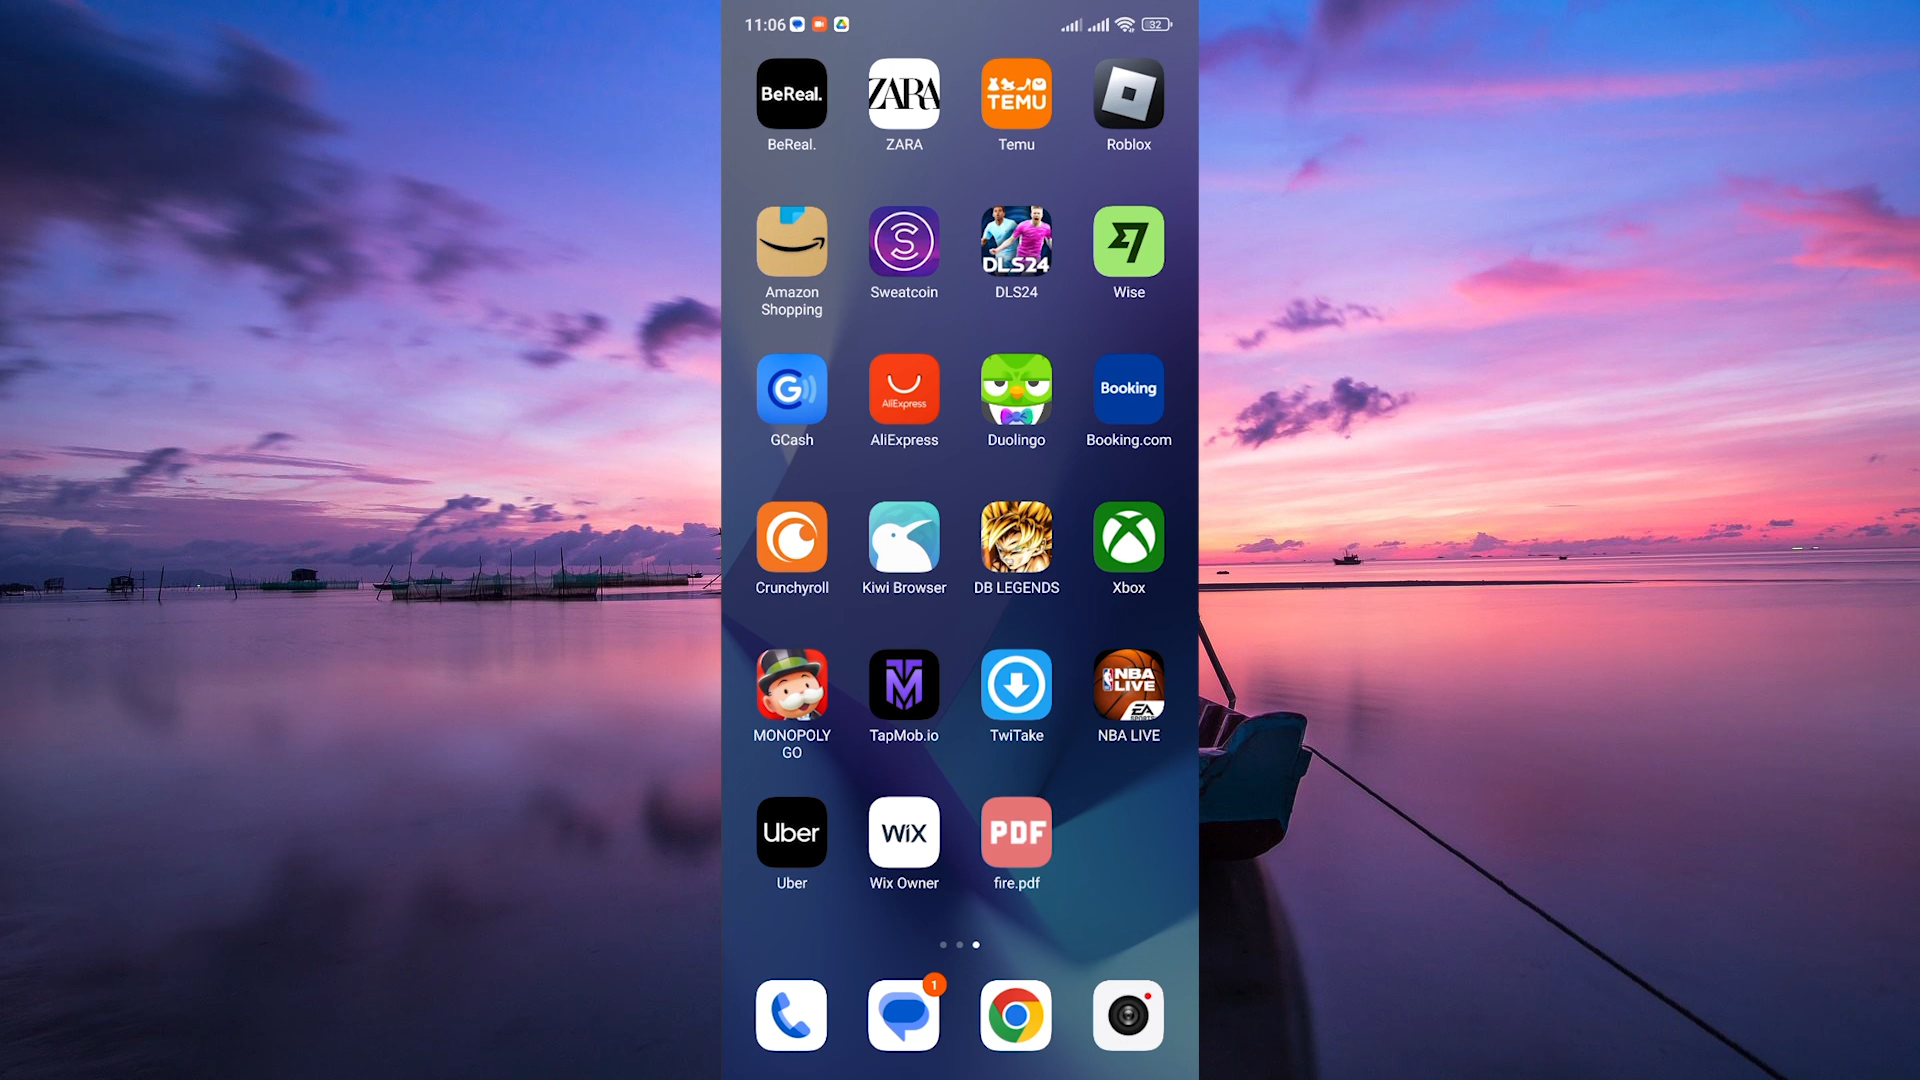 11:06
32
BeReal.
ZARA
TEMU
BeReal.
ZARA
Temu
Roblox
DLS24
Amazon
Shopping
Sweatcoin
DLS24
Wise
G
AliExpress
Booking
GCash
AliExpress
Duolingo
Booking.com
Crunchyroll
Kiwi Browser
DB LEGENDS
Xbox
NBA
LIVE
EA
SPORTS
MONOPOLY
GO
TapMob.io
TwiTake
NBA LIVE
Uber
WiX
PDF
Uber
Wix Owner
fire.pdf
1